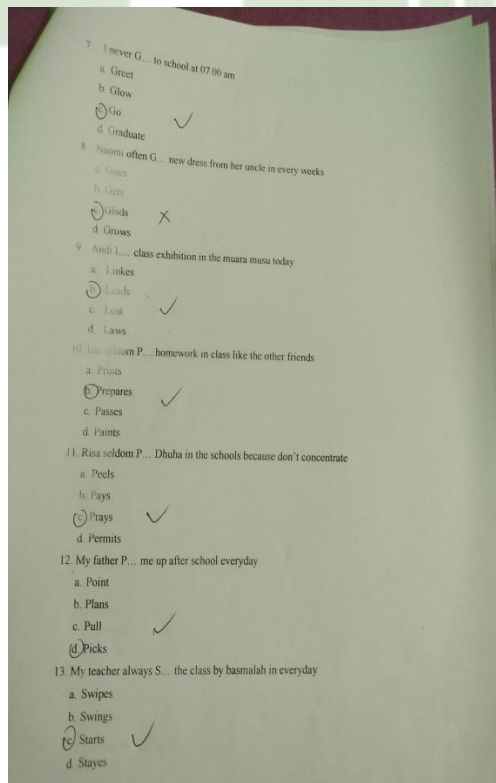 7. I never G... to school at 07.00 am
a. Greet
b. Glow
c. Go
d. Graduate
8. Naomi often G... new dress from her uncle in every weeks
a. Goes
b. Gets
c. Glads
d. Grows
9. Andi L.... class exhibition in the muara musu today
a. Linkes
b. Leads
c. Lost
d. Laws
10. seldom P... homework in class like the other friends
a. Prints
b. Prepares
c. Passes
d. Paints
11. Risa seldom P... Dhuha in the schools because don't concentrate
a. Peels
b. Pays
c. Prays
d. Permits
12. My father P... me up after school everyday
a. Point
b. Plans
c. Pull
d. Picks
13. My teacher always S... the class by basmalah in everyday
a. Swipes
b. Swings
c. Starts
d. Stayes